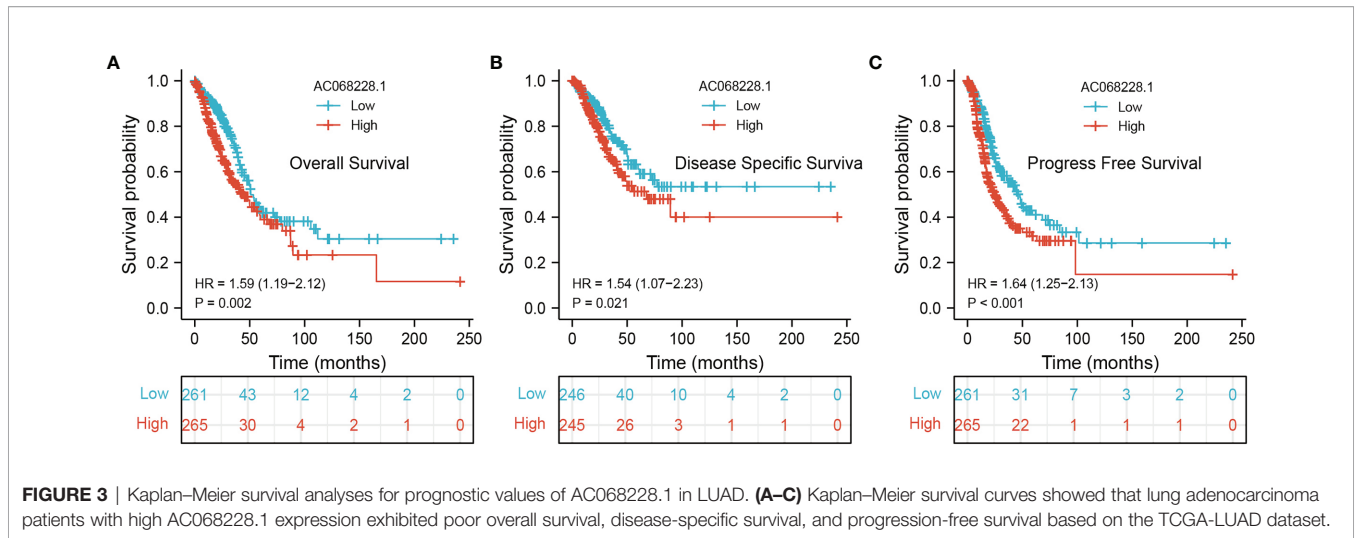 A
AC068228.1
Low
High
Overall Survival
HR = 1.59 (1.19−2.12)
P = 0.002
Survival probability
1.0
0.8
0.6
0.4
0.2
0.0
0 50 100 150 200 250
Time (months)
Low 261 43 12 4 2 0
High 265 30 4 2 1 0
B
AC068228.1
Low
High
Disease Specific Surviva
HR = 1.54 (1.07−2.23)
P = 0.021
Survival probability
1.0
0.8
0.6
0.4
0.2
0.0
0 50 100 150 200 250
Time (months)
Low 246 40 10 4 2 0
High 245 26 3 1 1 0
C
AC068228.1
Low
High
Progress Free Survival
HR = 1.64 (1.25−2.13)
P < 0.001
Survival probability
1.0
0.8
0.6
0.4
0.2
0.0
0 50 100 150 200 250
Time (months)
Low 261 31 7 3 2 0
High 265 22 1 1 1 0
FIGURE 3 | Kaplan–Meier survival analyses for prognostic values of AC068228.1 in LUAD. (A–C) Kaplan–Meier survival curves showed that lung adenocarcinoma
patients with high AC068228.1 expression exhibited poor overall survival, disease-specific survival, and progression-free survival based on the TCGA-LUAD dataset.